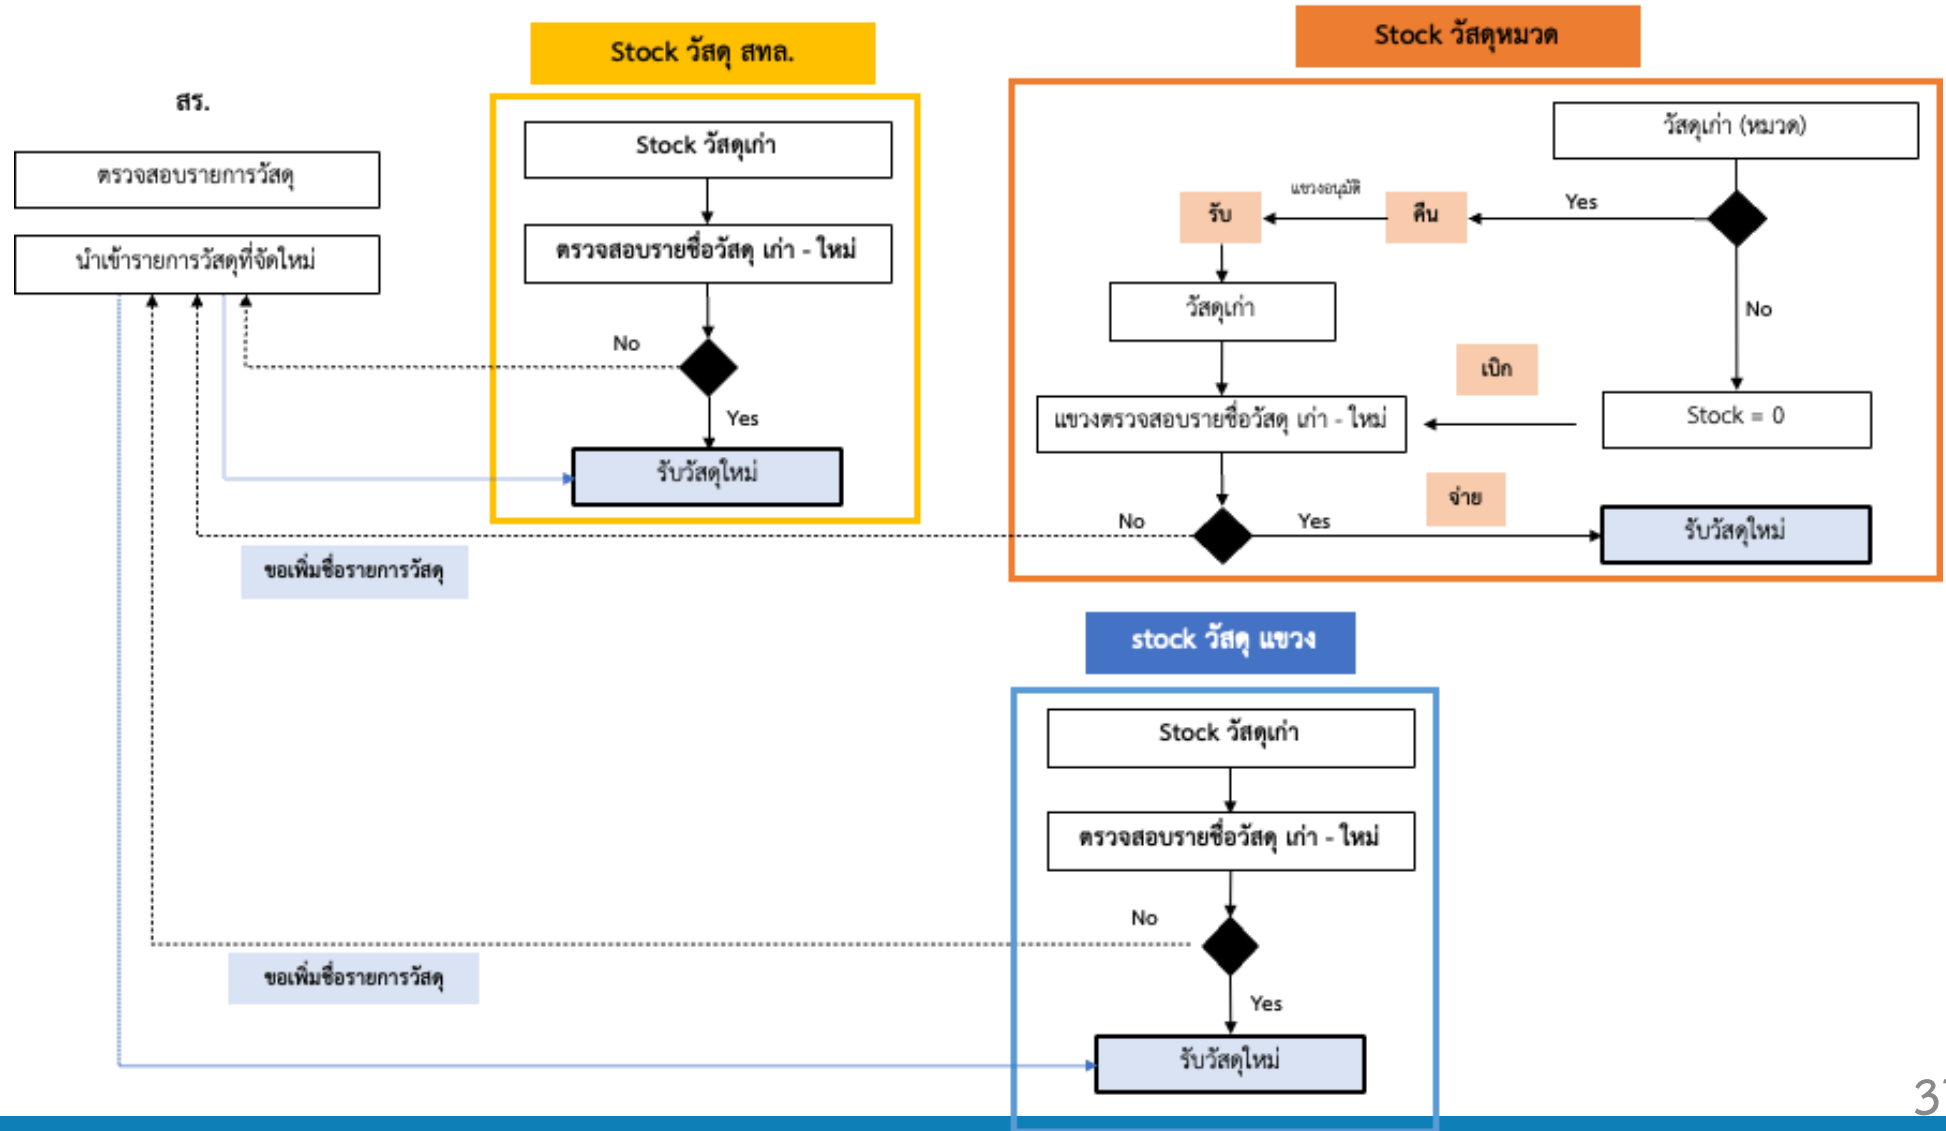 Stock วัสดุ สทล.
Stock วัสดุหมวด
สร.
ตรวจสอบรายการวัสดุ
นำเข้ารายการวัสดุที่จัดใหม่
Stock วัสดุเก่า
ตรวจสอบรายชื่อวัสดุ เก่า - ใหม่
No
Yes
รับวัสดุใหม่
ขอเพิ่มชื่อรายการวัสดุ
วัสดุเก่า (หมวด)
Yes
คืน
แขวงอนุมัติ
รับ
No
วัสดุเก่า
เบิก
Stock = 0
แขวงตรวจสอบรายชื่อวัสดุ เก่า - ใหม่
จ่าย
No
Yes
รับวัสดุใหม่
stock วัสดุ แขวง
Stock วัสดุเก่า
ตรวจสอบรายชื่อวัสดุ เก่า - ใหม่
No
ขอเพิ่มชื่อรายการวัสดุ
Yes
รับวัสดุใหม่